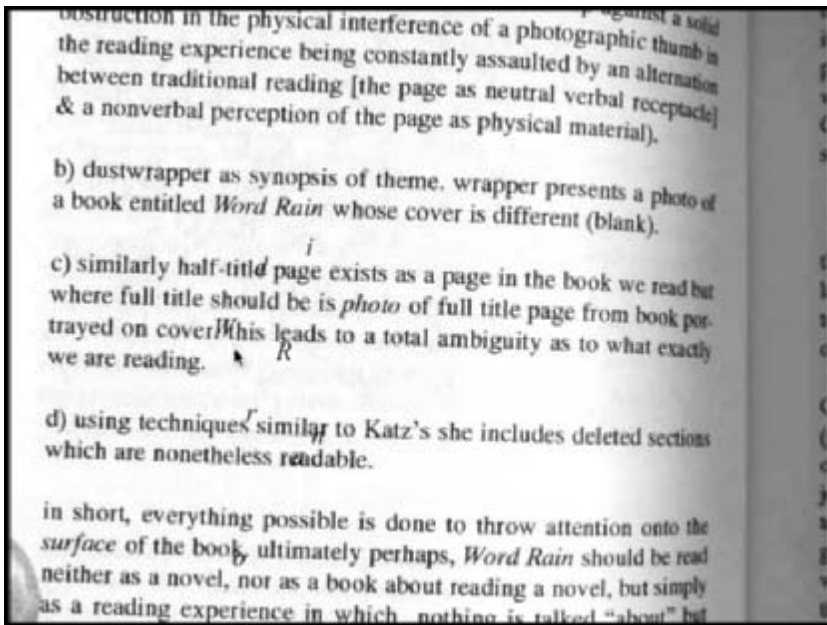 obstruction in the physical interference of a photographic thumb in
the reading experience being constantly assaulted by an alternation
between traditional reading [the page as neutral verbal receptacle]
& a nonverbal perception of the page as physical material).
b) dustwrapper as synopsis of theme. wrapper presents a photo of
a book entitled Word Rain whose cover is different (blank).
i
c) similarly half-title page exists as a page in the book we read but
where full title should be is photo of full title page from book por-
trayed on cover. this leads to a total ambiguity as to what exactly
W
R
we are reading.
r
d) using techniques similar to Katz's she includes deleted sections
which are nonetheless readable.
in short, everything possible is done to throw attention onto the
surface of the book, ultimately perhaps, Word Rain should be read
neither as a novel, nor as a book about reading a novel, but simply
as a reading experience in which nothing is talked "about" but